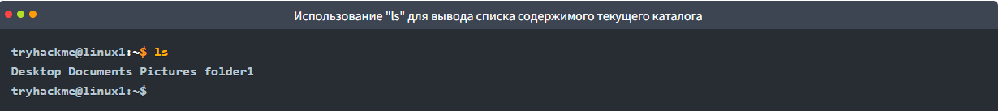 Использование "ls" для вывода списка содержимого текущего каталога
tryhackme@linux1:~$ ls
Desktop Documents Pictures folder1
tryhackme@linux1:~$